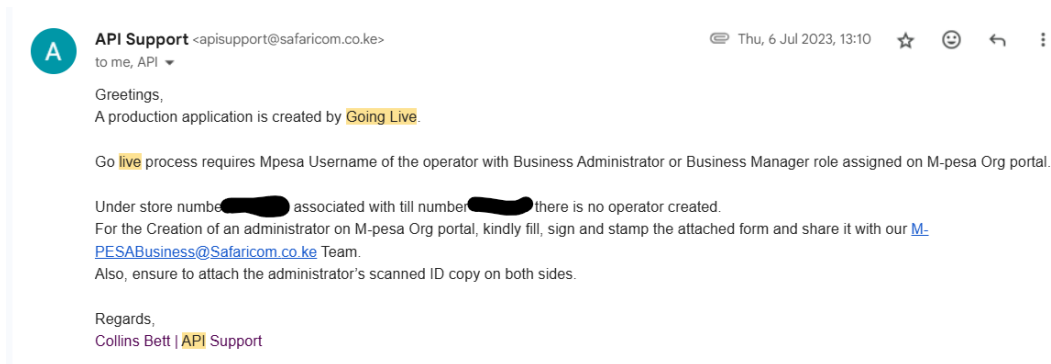 A
API Support <apisupport@safaricom.co.ke>
Thu, 6 Jul 2023, 13:10
to me, API
Greetings,
A production application is created by Going Live.
Go live process requires Mpesa Username of the operator with Business Administrator or Business Manager role assigned on M-pesa Org portal.
Under store numbe associated with till number there is no operator created.
For the Creation of an administrator on M-pesa Org portal, kindly fill, sign and stamp the attached form and share it with our M-
PESABusiness@Safaricom.co.ke Team.
Also, ensure to attach the administrator's scanned ID copy on both sides.
Regards,
Collins Bett | API Support